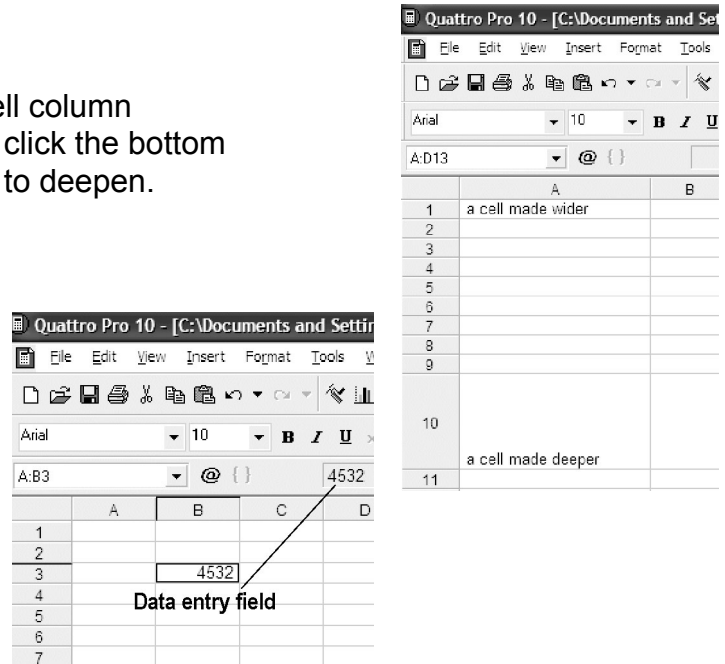 ell column
click the bottom
to deepen.
Quattro Pro 10 - [C:\Documents and Set
File Edit View Insert Format Tools
Arial 10 B I U
A:D13 @ { }
A B
1 a cell made wider
2
3
4
5
6
7
8
9
10 a cell made deeper
11
Quattro Pro 10 - [C:\Documents and Settin
File Edit View Insert Format Tools W
Arial 10 B I U
A:B3 @ { } 4532
A B C D
1
2
3 4532
4
Data entry field
5
6
7